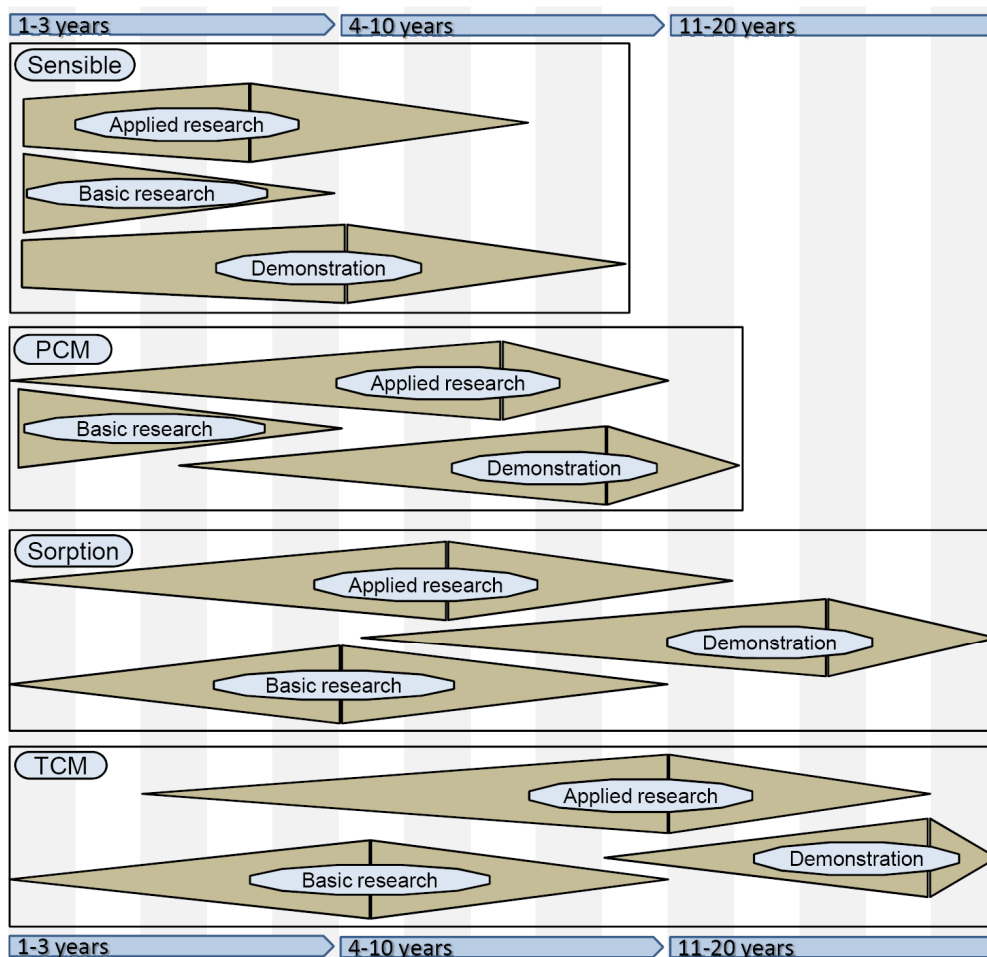 1-3 years
4-10 years
11-20 years
Sensible
Applied research
Basic research
Demonstration
PCM
Applied research
Basic research
Demonstration
Sorption
Applied research
Demonstration
Basic research
TCM
Applied research
Demonstration
Basic research
1-3 years
4-10 years
11-20 years